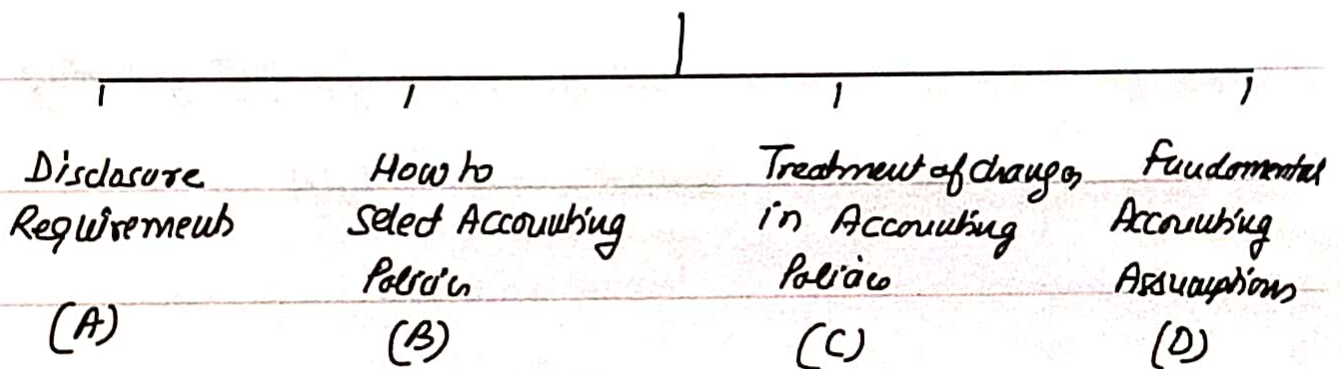 Disclosure
Requirements
(A)
How to
Select Accounting
Policies
(B)
Treatment of Changes
in Accounting
Policies
(C)
Fundamental
Accounting
Assumptions
(D)